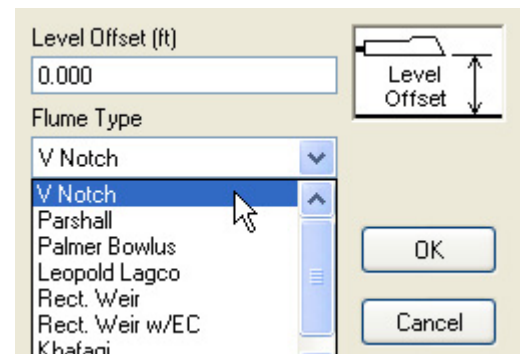 Level Offset (ft)
0.000
Level
Offset
Flume Type
V Notch
V Notch
Parshall
Palmer Bowlus
Leopold Lagco
Rect. Weir
Rect. Weir w/EC
Khafagi
OK
Cancel